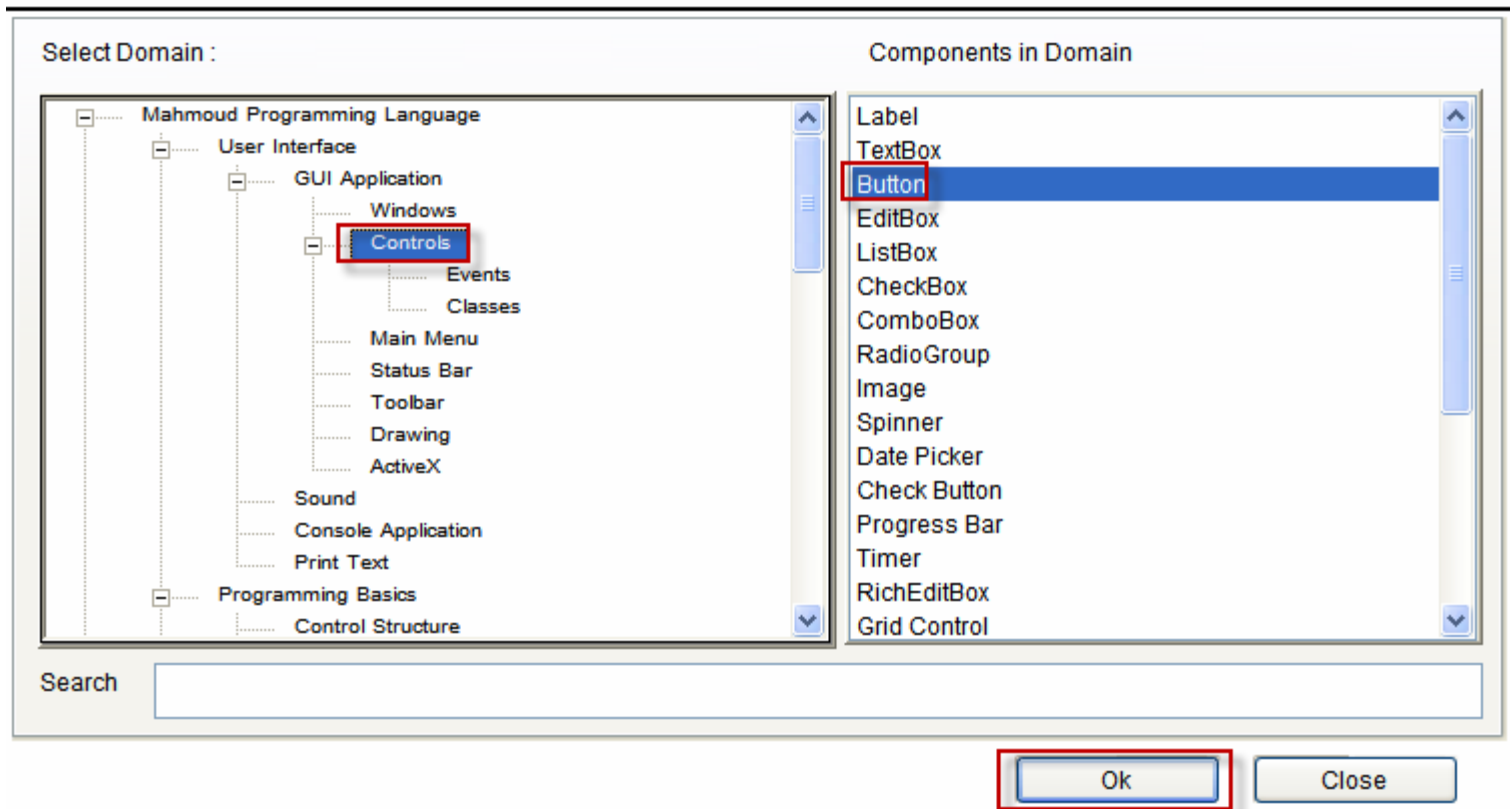 Select Domain :
Mahmoud Programming Language
User Interface
GUI Application
Windows
Controls
Events
Classes
Main Menu
Status Bar
Toolbar
Drawing
ActiveX
Sound
Console Application
Print Text
Programming Basics
Control Structure
Components in Domain
Label
TextBox
Button
EditBox
ListBox
CheckBox
ComboBox
RadioGroup
Image
Spinner
Date Picker
Check Button
Progress Bar
Timer
RichEditBox
Grid Control
Search
Ok
Close